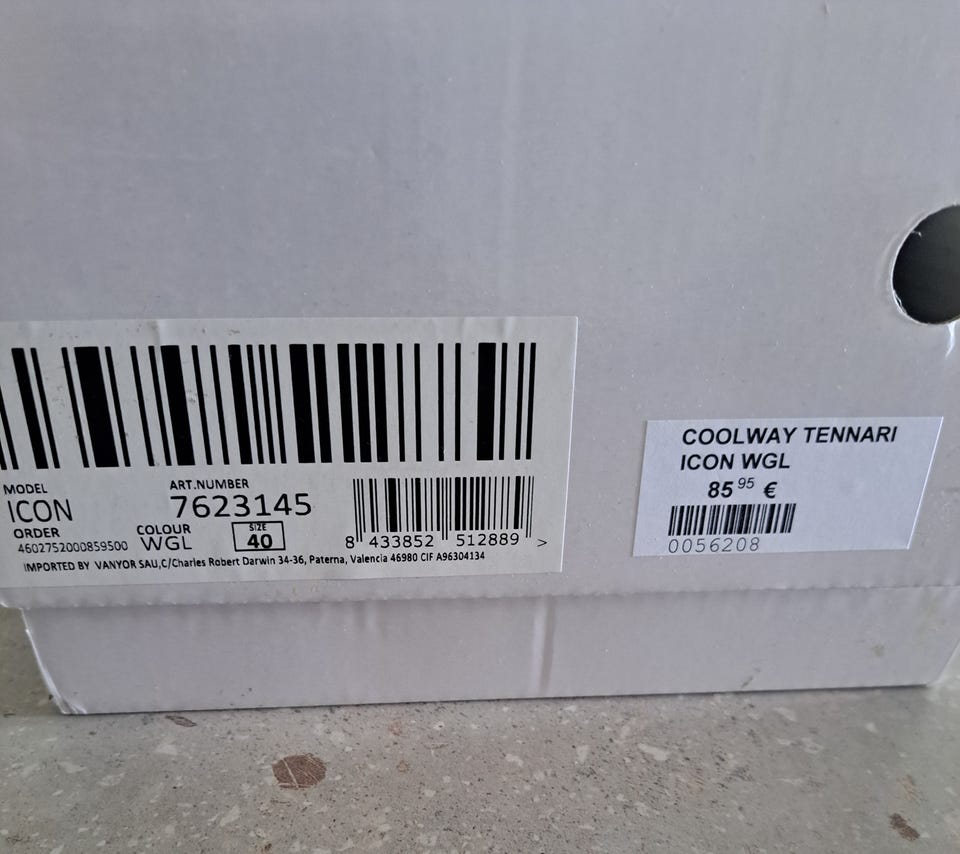 MODEL
ICON
ART.NUMBER
7623145
ORDER
4602752000859500
COLOUR
WGL
SIZE
40
8 433852 512889 >
IMPORTED BY VANYOR SAU,C/Charles Robert Darwin 34-36, Paterna, Valencia 46980 CIF A96304134
COOLWAY TENNARI
ICON WGL
85 95 €
0056208